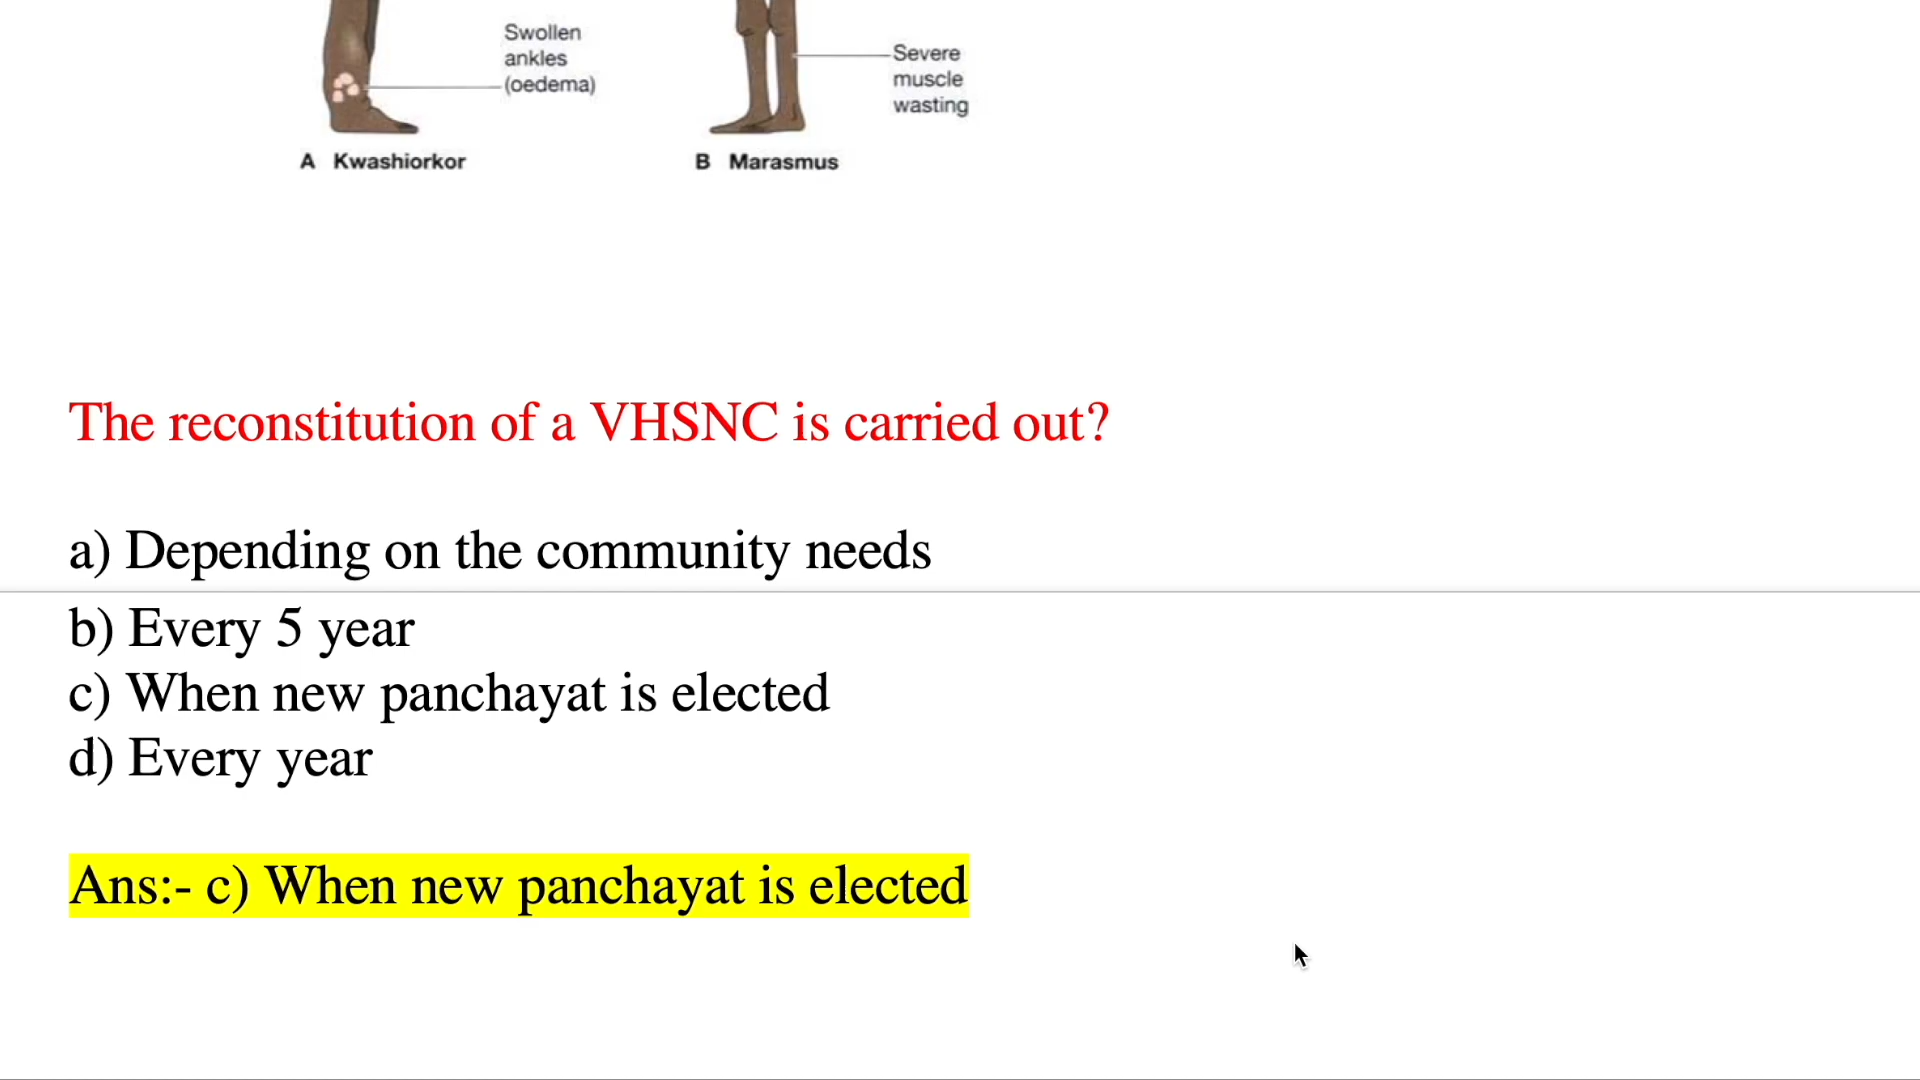 Swollen
ankles
(oedema)
Severe
muscle
wasting
A Kwashiorkor
B Marasmus
The reconstitution of a VHSNC is carried out?
a) Depending on the community needs
b) Every 5 year
c) When new panchayat is elected
d) Every year
Ans:- c) When new panchayat is elected